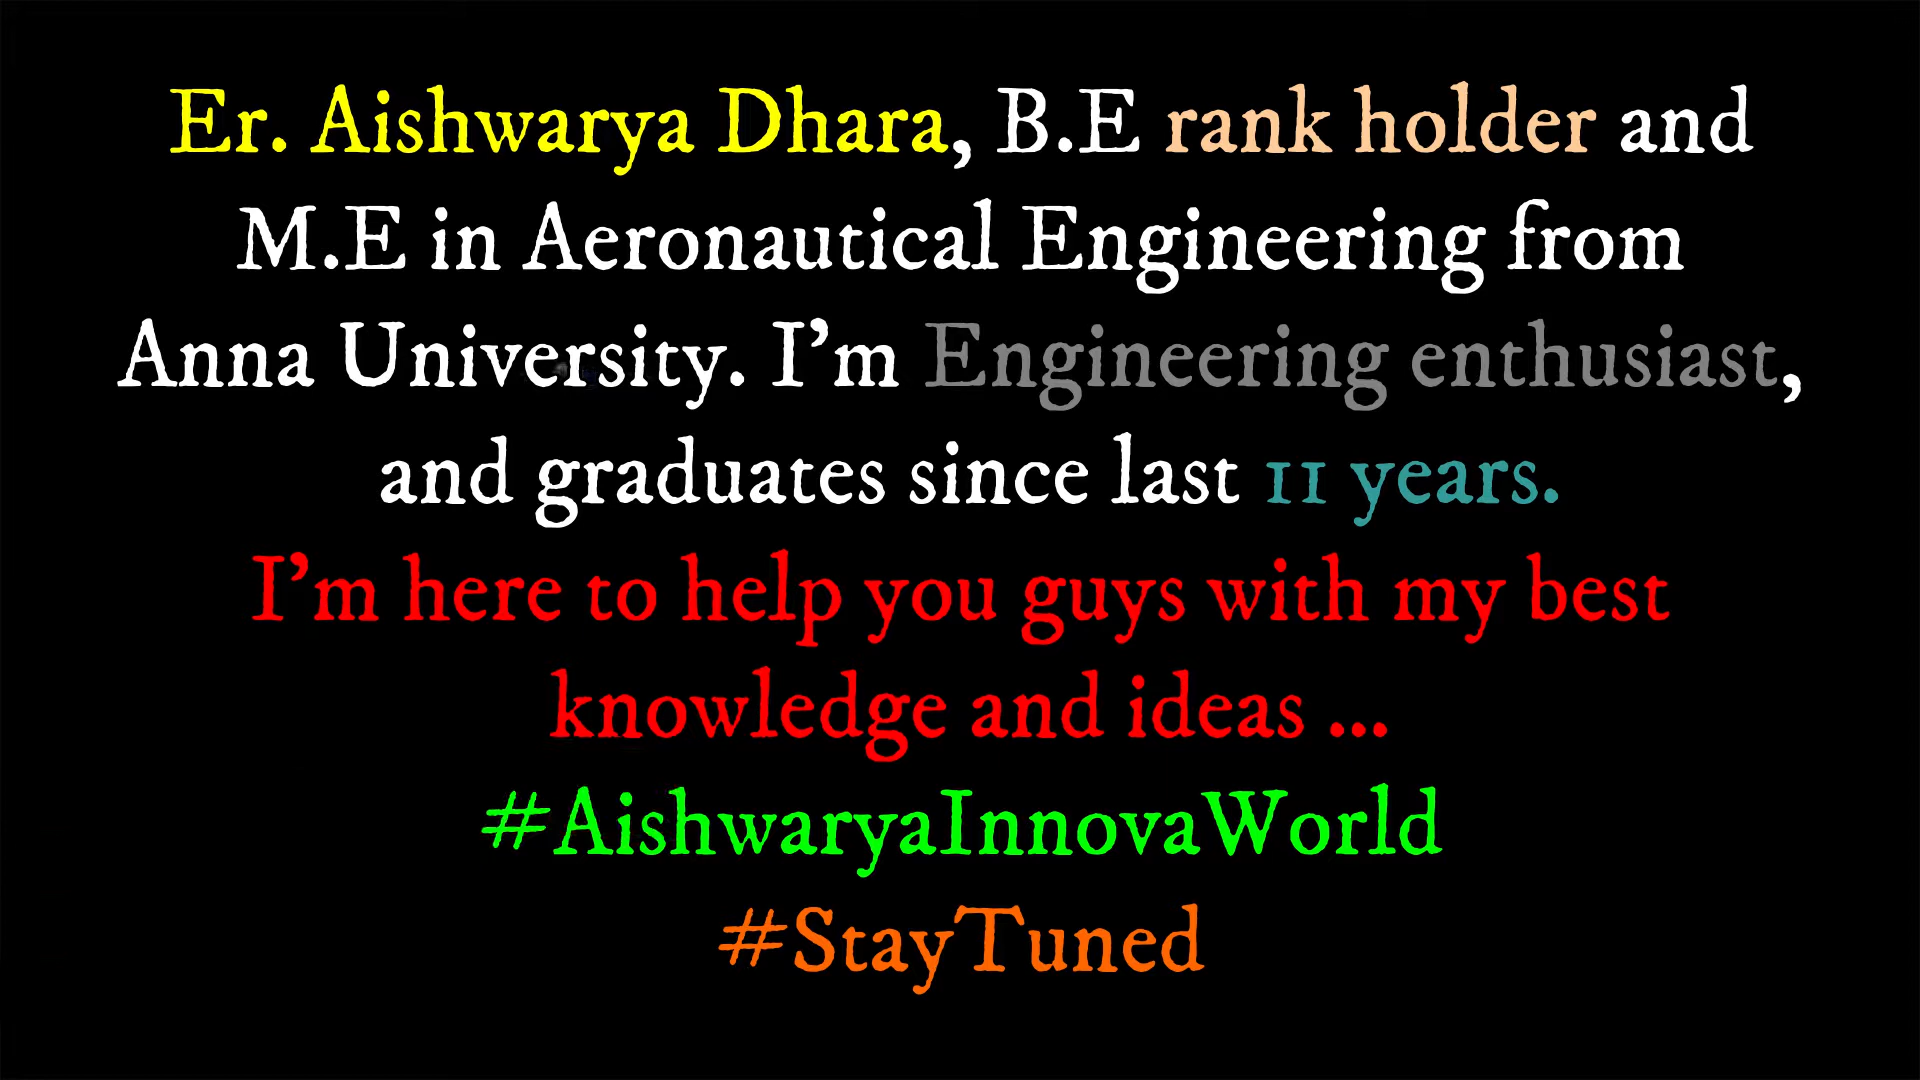 Er. Aishwarya Dhara, B.E rank holder and
M.E in Aeronautical Engineering from
Anna University. I’m Engineering enthusiast,
and graduates since last 11 years.
I’m here to help you guys with my best
knowledge and ideas ...
#AishwaryaInnovaWorld
#StayTuned